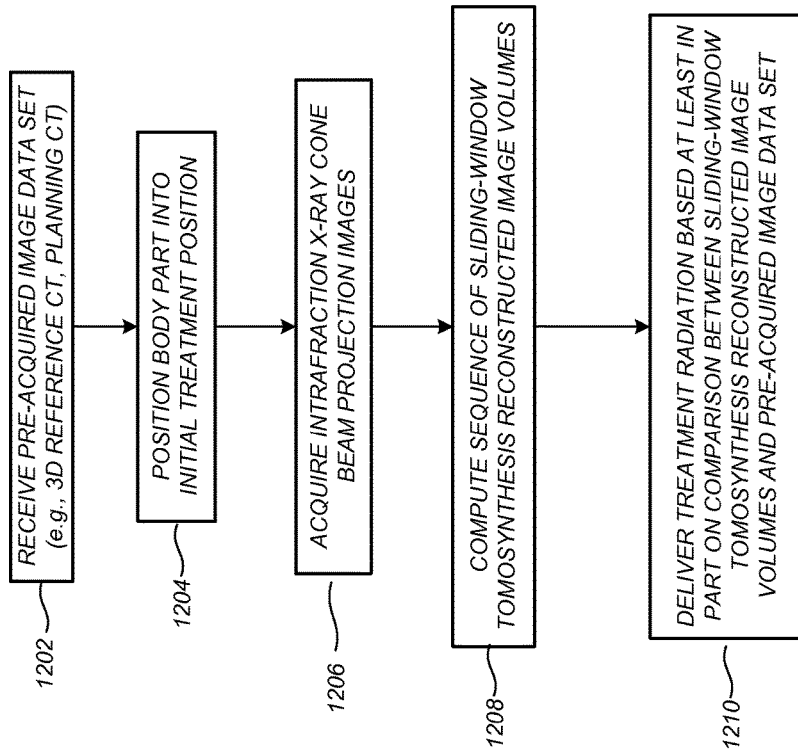 RECEIVE PRE-ACQUIRED IMAGE DATA SET
(e.g., 3D REFERENCE CT, PLANNING CT)
1202
POSITION BODY PART INTO
INITIAL TREATMENT POSITION
1204
ACQUIRE INTRAFRACTION X-RAY CONE
BEAM PROJECTION IMAGES
1206
COMPUTE SEQUENCE OF SLIDING-WINDOW
TOMOSYNTHESIS RECONSTRUCTED IMAGE VOLUMES
1208
DELIVER TREATMENT RADIATION BASED AT LEAST IN
PART ON COMPARISON BETWEEN SLIDING-WINDOW
TOMOSYNTHESIS RECONSTRUCTED IMAGE
VOLUMES AND PRE-ACQUIRED IMAGE DATA SET
1210